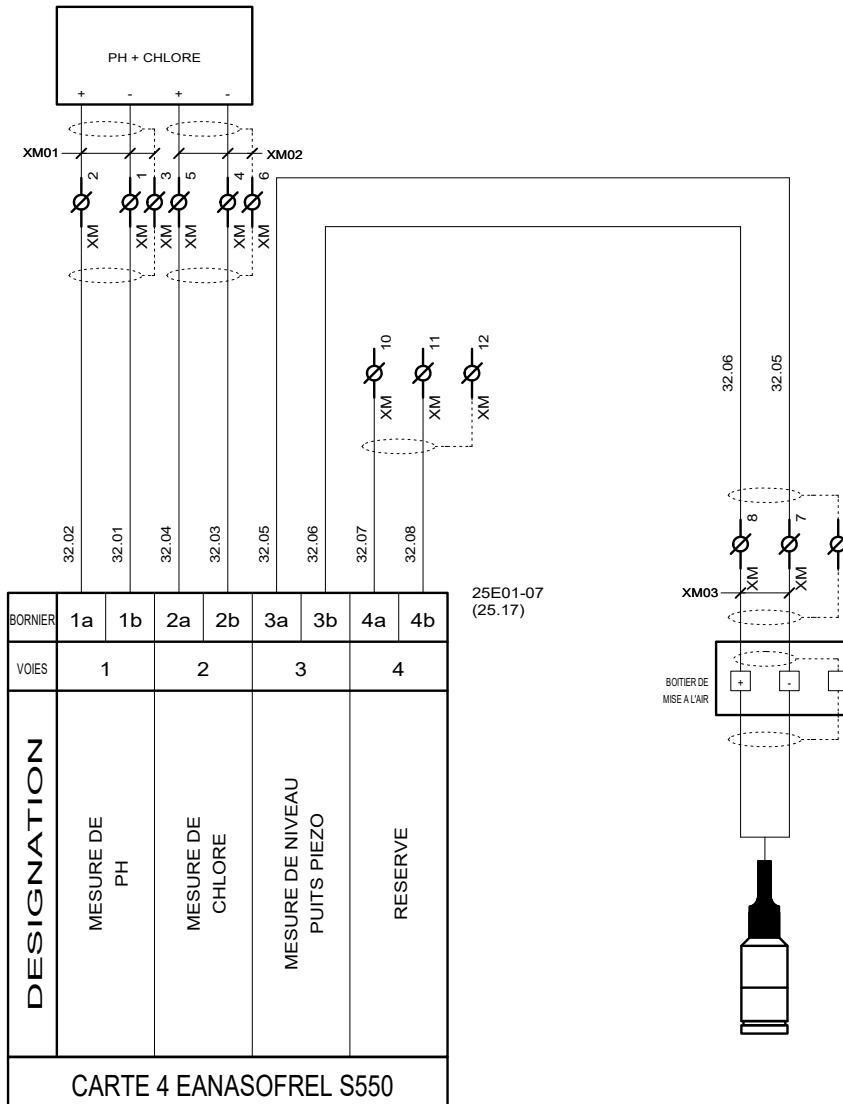 PH + CHLORE
+ - + -
XM01
XM02
2 1 3 5 4 6
XM XM XM XM XM XM
10 11 12
XM XM XM
32.06 32.05
8 7
XM XM
XM03
32.02 32.01 32.04 32.03 32.05 32.06 32.07 32.08
25E01-07
(25.17)
BORNIER 1a 1b 2a 2b 3a 3b 4a 4b
VOIES 1 2 3 4
BOITIER DE
MISE A L'AIR
+ -
DESIGNATION
MESURE DE
PH
MESURE DE
CHLORE
MESURE DE NIVEAU
PUITS PIEZO
RESERVE
CARTE 4 EANASOFREL S550